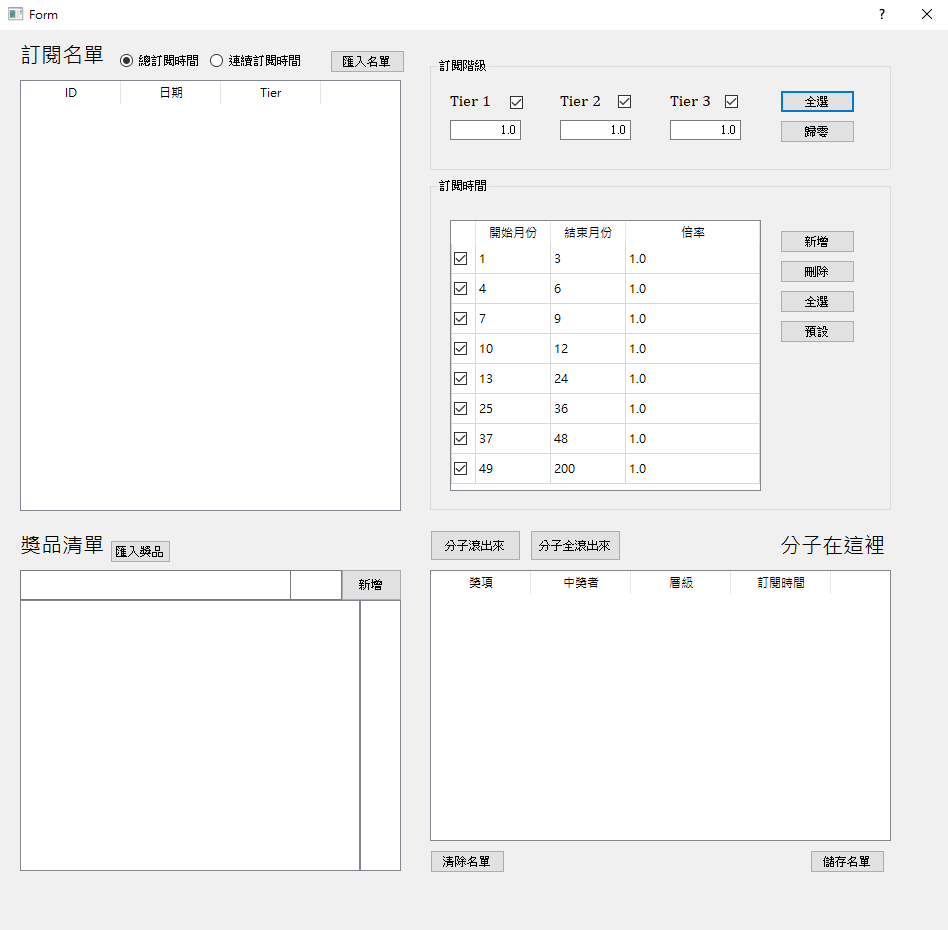 Form
訂閱名單
總訂閱時間 連續訂閱時間
匯入名單
ID 日期 Tier
訂閱階級
Tier 1 Tier 2 Tier 3
全選
1.0 1.0 1.0
歸零
訂閱時間
開始月份 結束月份 倍率
1 3 1.0
4 6 1.0
7 9 1.0
10 12 1.0
13 24 1.0
25 36 1.0
37 48 1.0
49 200 1.0
新增
刪除
全選
預設
獎品清單
匯入獎品
新增
分子滾出來 分子全滾出來
分子在這裡
獎項 中獎者 層級 訂閱時間
清除名單
儲存名單